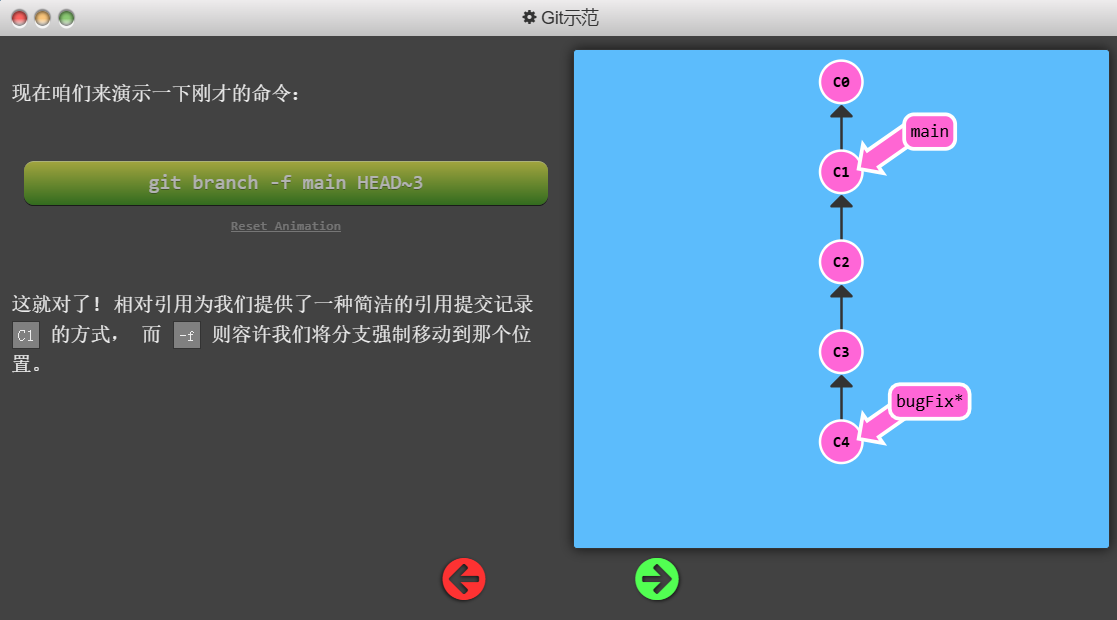 Git示范
现在咱们来演示一下刚才的命令：
git branch -f main HEAD~3
Reset Animation
这就对了！相对引用为我们提供了一种简洁的引用提交记录
C1 的方式， 而 -f 则容许我们将分支强制移动到那个位
置。
C0
main
C1
C2
C3
bugFix*
C4